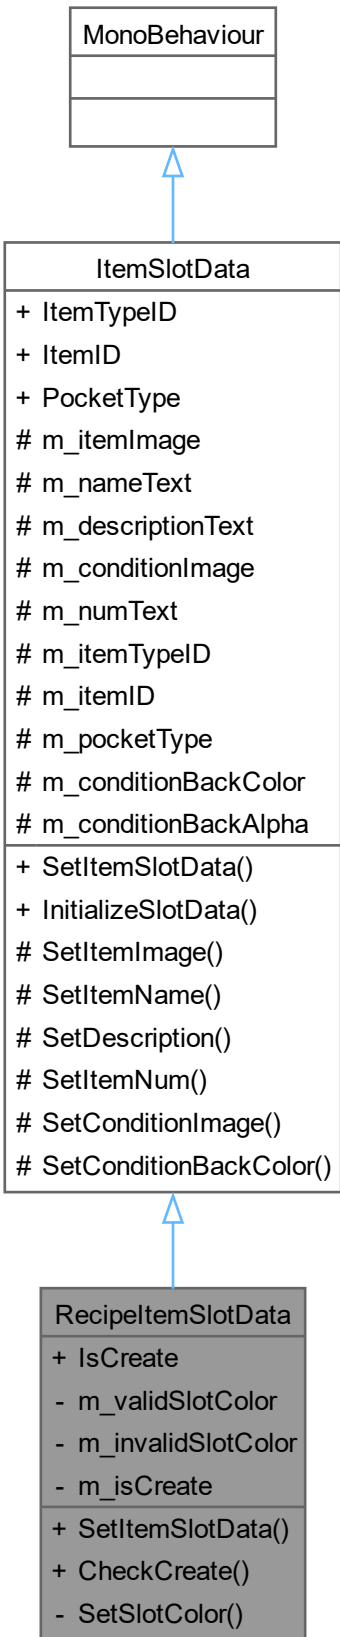 MonoBehaviour
ItemSlotData
+ ItemTypeID
+ ItemID
+ PocketType
# m_itemImage
# m_nameText
# m_descriptionText
# m_conditionImage
# m_numText
# m_itemTypeID
# m_itemID
# m_pocketType
# m_conditionBackColor
# m_conditionBackAlpha
+ SetItemSlotData()
+ InitializeSlotData()
# SetItemImage()
# SetItemName()
# SetDescription()
# SetItemNum()
# SetConditionImage()
# SetConditionBackColor()
RecipeItemSlotData
+ IsCreate
- m_validSlotColor
- m_invalidSlotColor
- m_isCreate
+ SetItemSlotData()
+ CheckCreate()
- SetSlotColor()